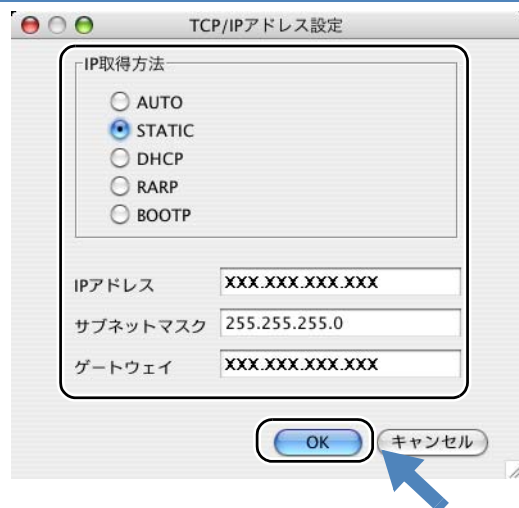 TCP/IPアドレス設定
IP取得方法
AUTO
STATIC
DHCP
RARP
BOOTP
IPアドレス XXX.XXX.XXX.XXX
サブネットマスク 255.255.255.0
ゲートウェイ XXX.XXX.XXX.XXX
OK キャンセル